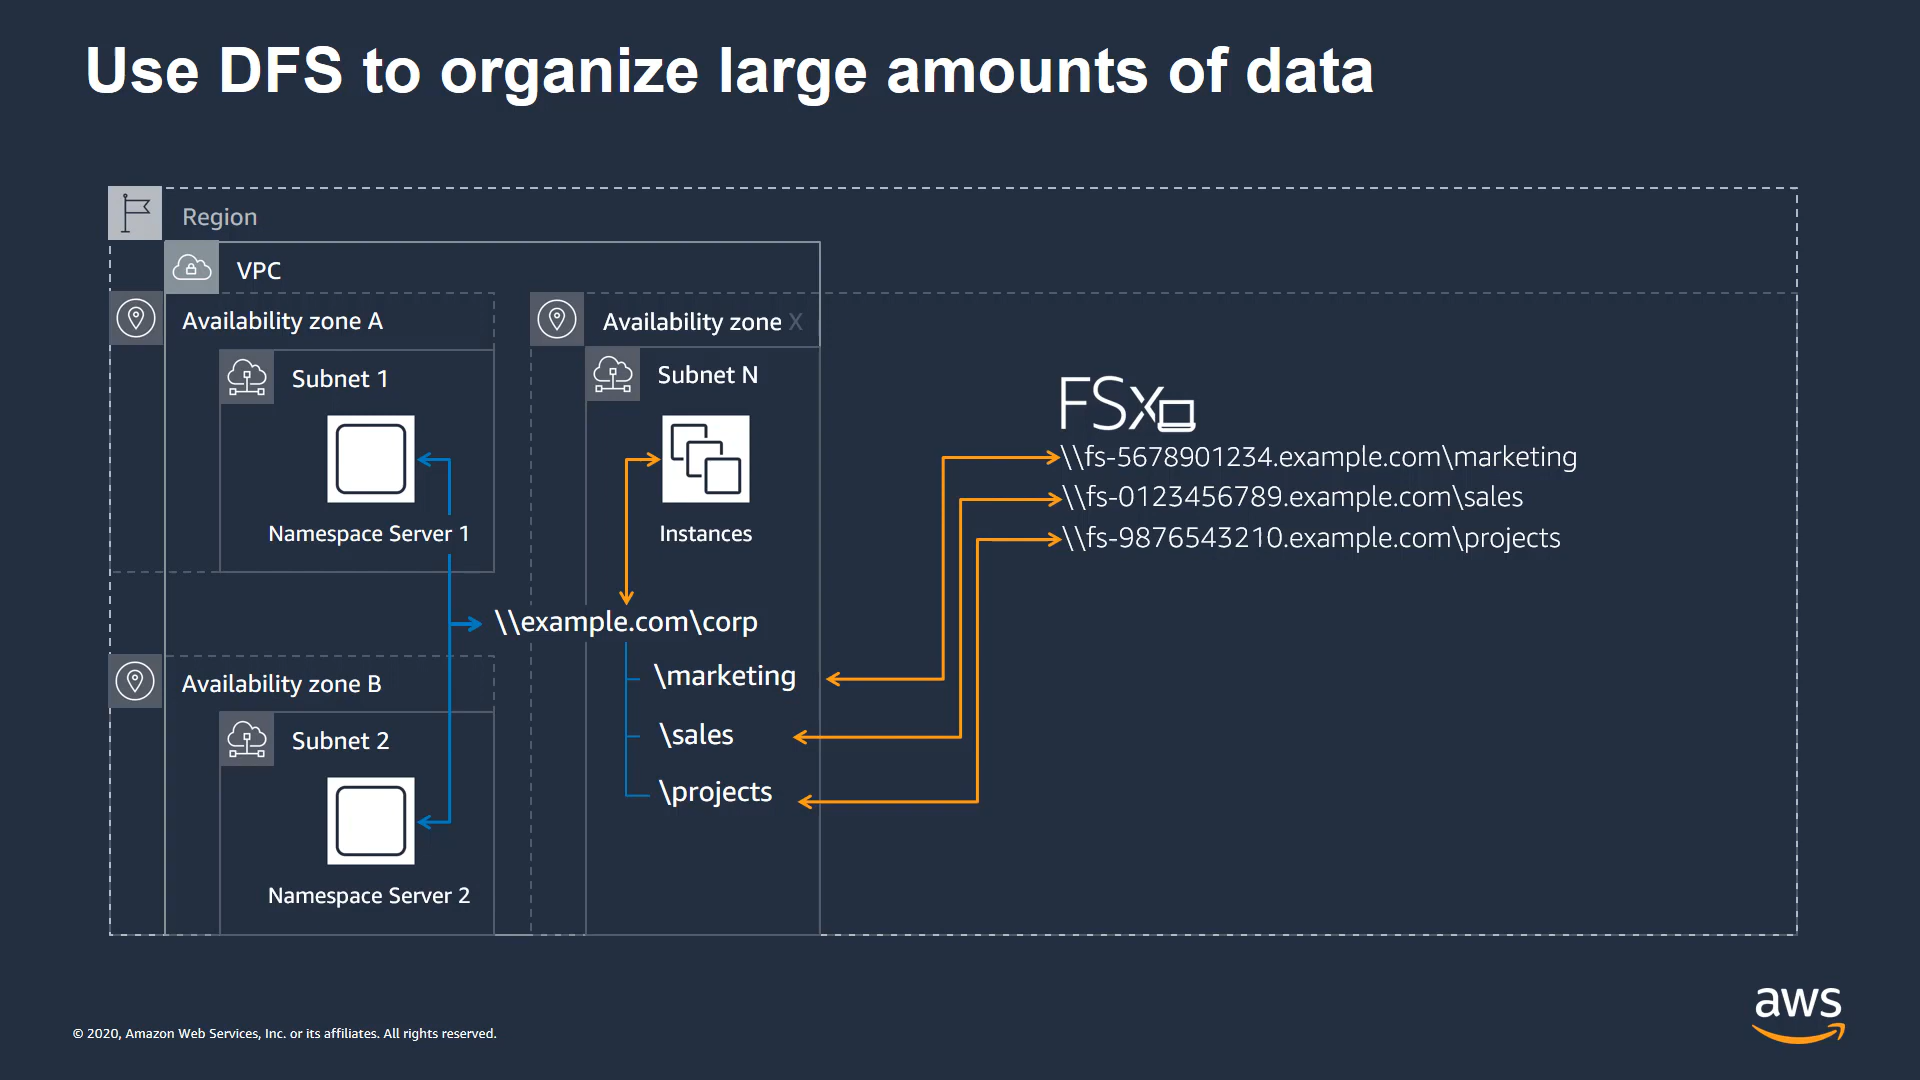 Use DFS to organize large amounts of data
Region
VPC
Availability zone A
Availability zone X
Subnet 1
Subnet N
FSx
\\fs-5678901234.example.com\marketing
\\fs-0123456789.example.com\sales
\\fs-9876543210.example.com\projects
Namespace Server 1
Instances
\\example.com\corp
\marketing
\sales
\projects
Availability zone B
Subnet 2
Namespace Server 2
aws
© 2020, Amazon Web Services, Inc. or its affiliates. All rights reserved.